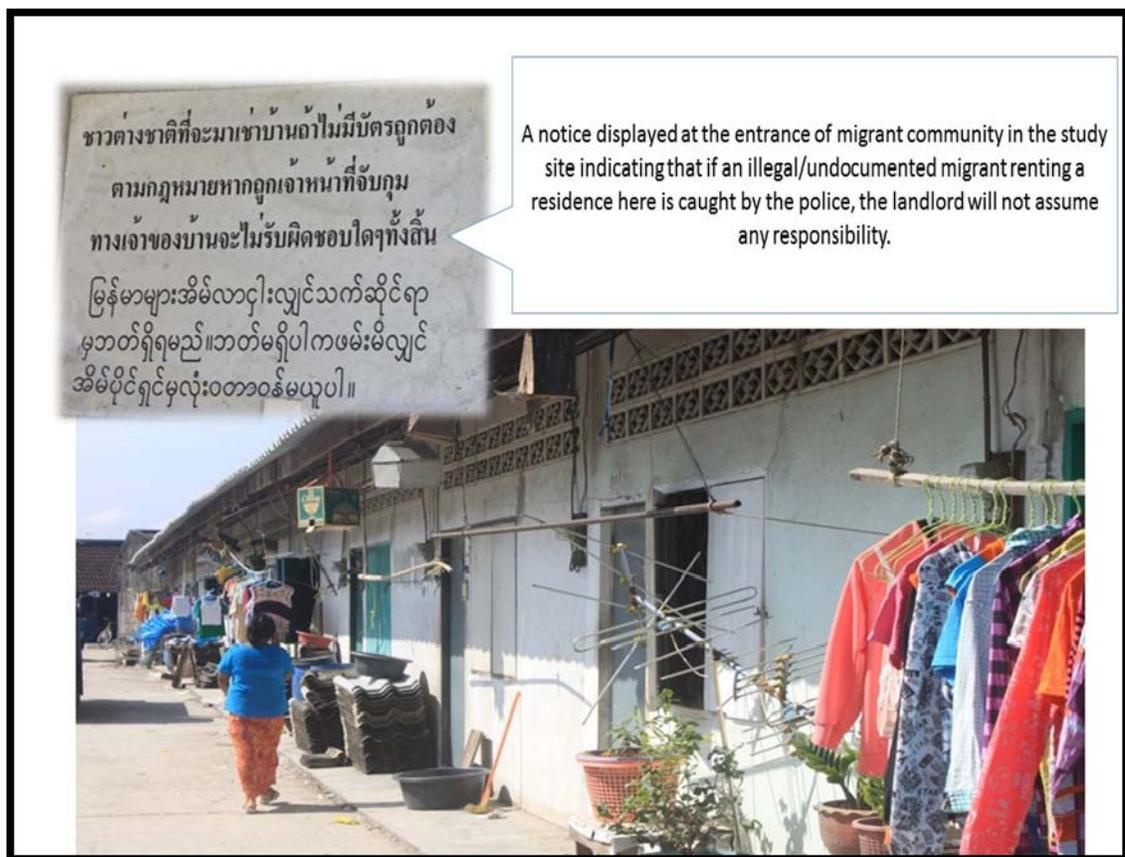 ชาวต่างชาติที่จะมาเช่าบ้านถ้าไม่มีบัตรถูกต้อง
ตามกฎหมายหากถูกเจ้าหน้าที่จับกุม
ทางเจ้าของบ้านจะไม่รับผิดชอบใดๆทั้งสิ้น
မြန်မာများအိမ်လာငှါးလျှင်သက်ဆိုင်ရာ
မှဘတ်ရှိရမည်။ဘတ်မရှိပါကဖမ်းမိလျှင်
အိမ်ပိုင်ရှင်မှလုံးဝတာဝန်မယူပါ။
A notice displayed at the entrance of migrant community in the study
site indicating that if an illegal/undocumented migrant renting a
residence here is caught by the police, the landlord will not assume
any responsibility.